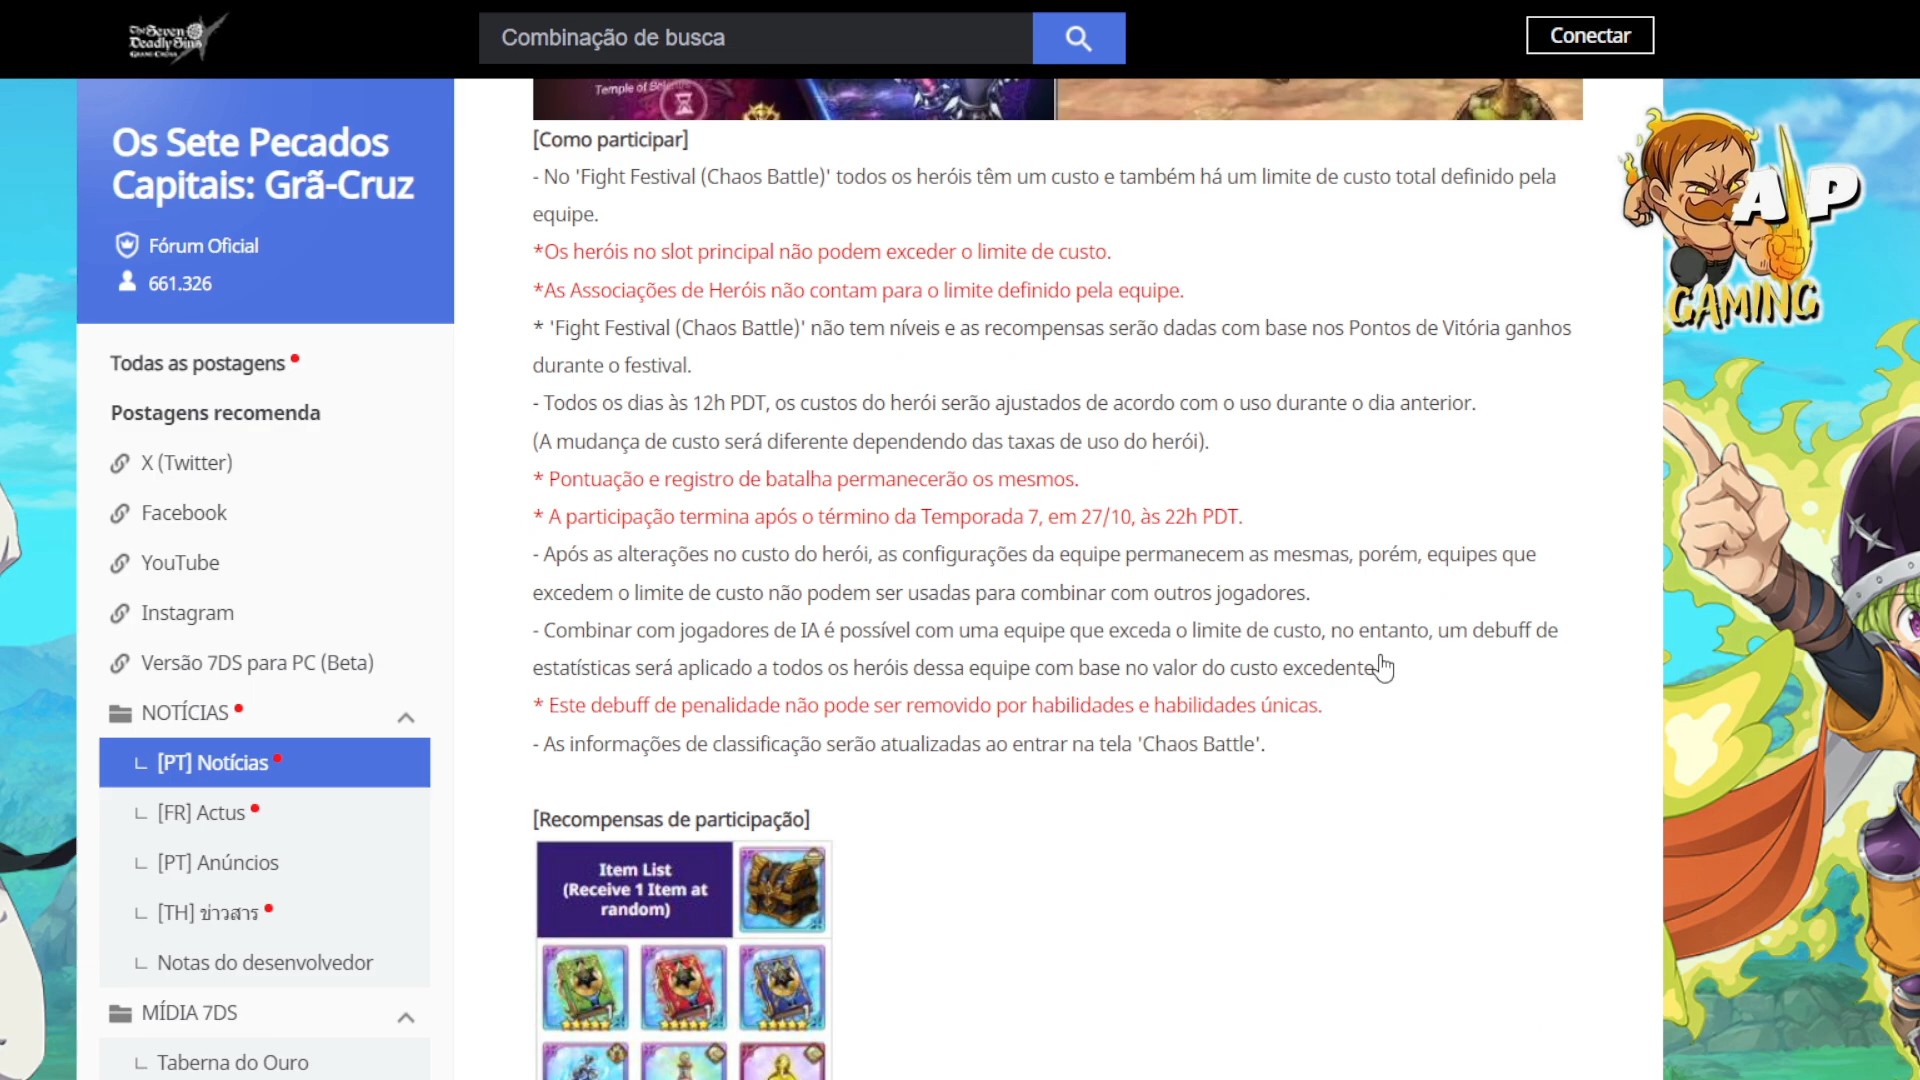 The Seven
Deadly Sins
GRAND CROSS
Combinação de busca
Conectar
Os Sete Pecados
Capitais: Grã-Cruz
Fórum Oficial
661.326
Todas as postagens
Postagens recomenda
X (Twitter)
Facebook
YouTube
Instagram
Versão 7DS para PC (Beta)
NOTÍCIAS
[PT] Notícias
[FR] Actus
[PT] Anúncios
[TH] ข่าวสาร
Notas do desenvolvedor
MÍDIA 7DS
Taberna do Ouro
Temple of
[Como participar]
- No 'Fight Festival (Chaos Battle)' todos os heróis têm um custo e também há um limite de custo total definido pela
equipe.
*Os heróis no slot principal não podem exceder o limite de custo.
*As Associações de Heróis não contam para o limite definido pela equipe.
* 'Fight Festival (Chaos Battle)' não tem níveis e as recompensas serão dadas com base nos Pontos de Vitória ganhos
durante o festival.
- Todos os dias às 12h PDT, os custos do herói serão ajustados de acordo com o uso durante o dia anterior.
(A mudança de custo será diferente dependendo das taxas de uso do herói).
* Pontuação e registro de batalha permanecerão os mesmos.
* A participação termina após o término da Temporada 7, em 27/10, às 22h PDT.
- Após as alterações no custo do herói, as configurações da equipe permanecem as mesmas, porém, equipes que
excedem o limite de custo não podem ser usadas para combinar com outros jogadores.
- Combinar com jogadores de IA é possível com uma equipe que exceda o limite de custo, no entanto, um debuff de
estatísticas será aplicado a todos os heróis dessa equipe com base no valor do custo excedente
* Este debuff de penalidade não pode ser removido por habilidades e habilidades únicas.
- As informações de classificação serão atualizadas ao entrar na tela 'Chaos Battle'.
[Recompensas de participação]
Item List
(Receive 1 Item at
random)
1
1
1
AP
GAMING